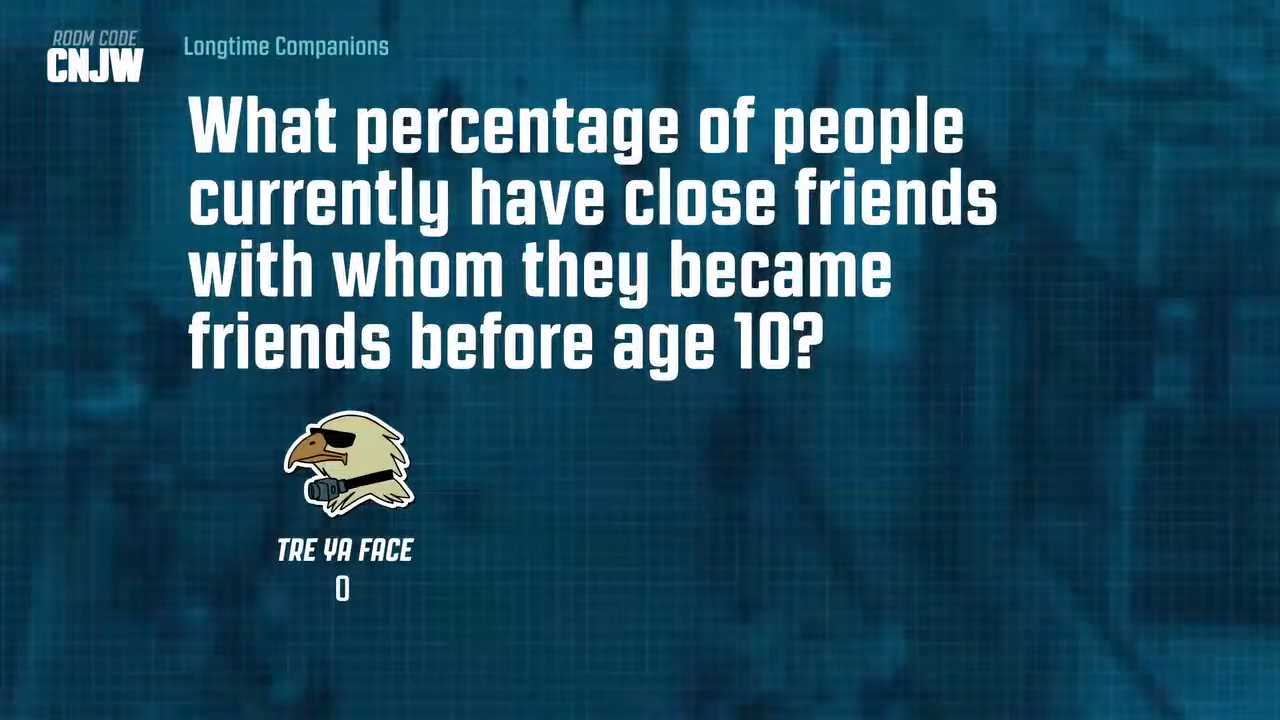 ROOM CODE
CNJW
Longtime Companions
What percentage of people
currently have close friends
with whom they became
friends before age 10?
TRE YA FACE
0